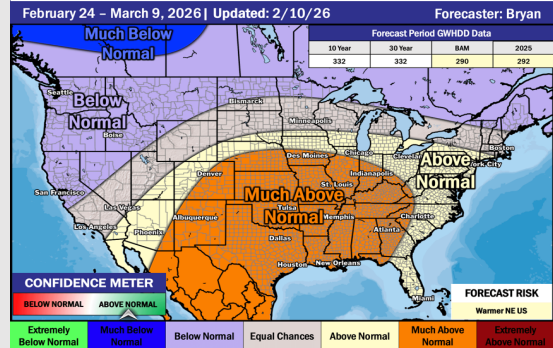 February 24 – March 9, 2026 | Updated: 2/10/26
Forecaster: Bryan
Forecast Period GWHDD Data
10 Year 30 Year BAM 2025
332 332 290 292
Much Below
Normal
Below
Normal
Seattle
Boise
Bismarck
Minneapolis
San Francisco
Las Vegas
Los Angeles
Phoenix
Denver
Albuquerque
Des Moines
Chicago
Indianapolis
St. Louis
Much Above
Normal
Tulsa
Memphis
Dallas
Houston
New Orleans
Atlanta
Charlotte
Miami
Above
Normal
Boston
York City
Cleveland
CONFIDENCE METER
BELOW NORMAL
ABOVE NORMAL
FORECAST RISK
Warmer NE US
Extremely
Below Normal
Much Below
Normal
Below Normal
Equal Chances
Above Normal
Much Above
Normal
Extremely
Above Normal